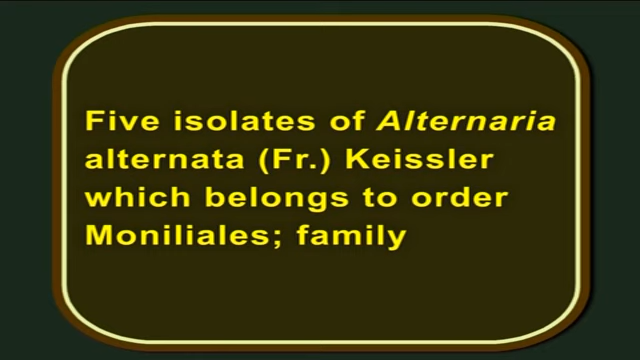 Five isolates of Alternaria
alternata (Fr.) Keissler
which belongs to order
Moniliales; family